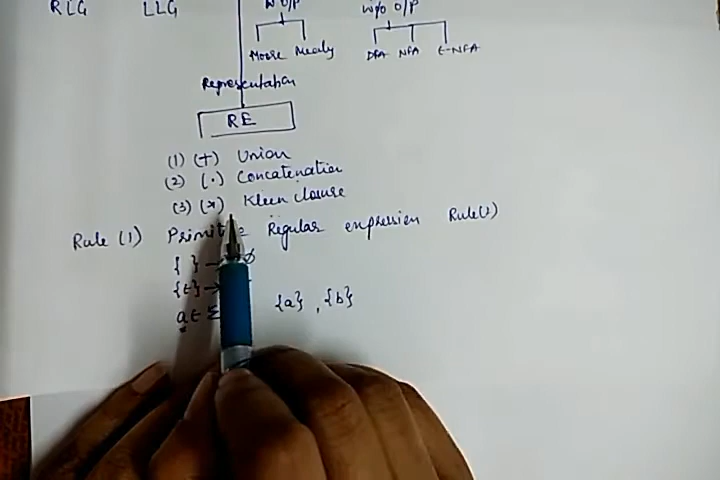 RLG LLG W O/P W/O O/P
Moore Mealy DFA NFA E-NFA
Representation
RE
(1) (+) Union
(2) (.) Concatenation
(3) (*) Kleen closure
Rule (1) Primitive Regular expression Rule(2)
{ } → ϕ
{ε} →
a ∈ Σ {a} , {b}